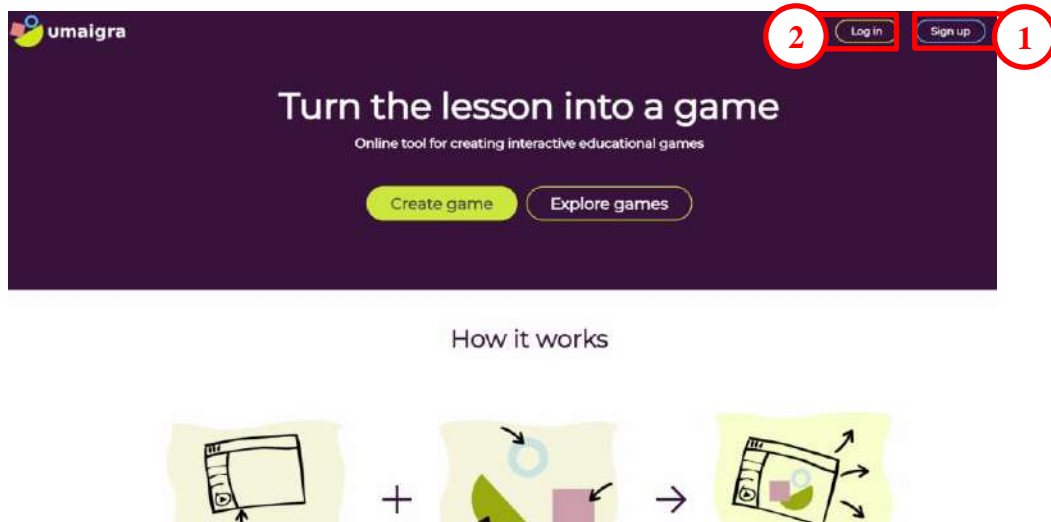 umaigra
2
Log in
Sign up
1
Turn the lesson into a game
Online tool for creating interactive educational games
Create game
Explore games
How it works
+